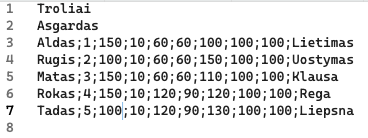 1 Troliai
2 Asgardas
3 Aldas;1;150;10;60;60;100;100;100;Lietimas
4 Rugis;2;100;10;60;60;150;100;100;Uostymas
5 Matas;3;150;10;60;60;110;100;100;Klausa
6 Rokas;4;150;10;120;90;120;100;100;Rega
7 Tadas;5;100;10;120;90;130;100;100;Liepsna
8